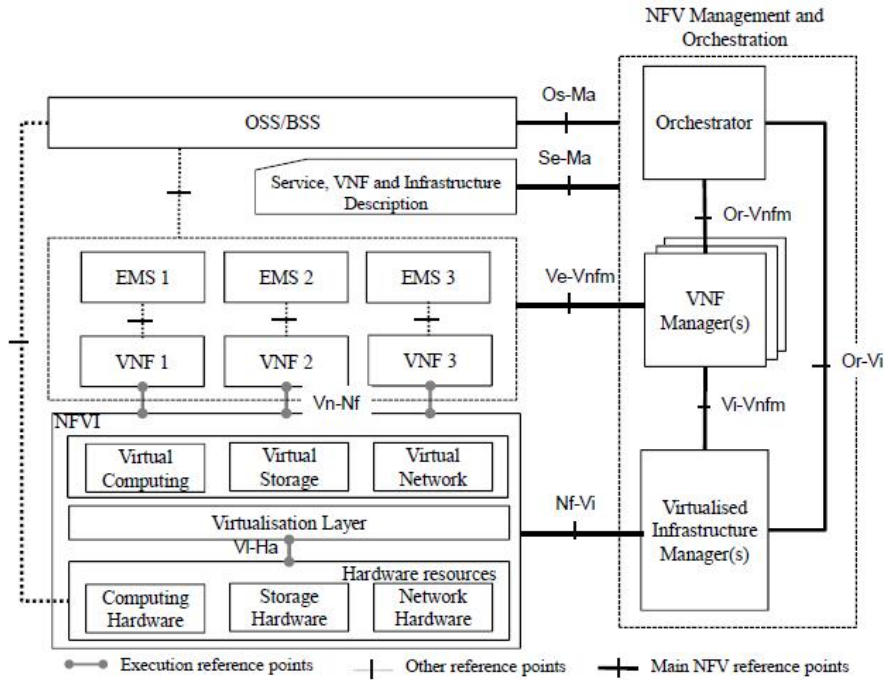 NFV Management and
Orchestration
Os-Ma
OSS/BSS
Orchestrator
Se-Ma
Service, VNF and Infrastructure
Description
Or-Vnfm
EMS 1
EMS 2
EMS 3
Ve-Vnfm
VNF
Manager(s)
VNF 1
VNF 2
VNF 3
Or-Vi
Vn-Nf
Vi-Vnfm
NFVI
Virtual
Computing
Virtual
Storage
Virtual
Network
Nf-Vi
Virtualised
Infrastructure
Manager(s)
Virtualisation Layer
Vl-Ha
Hardware resources
Computing
Hardware
Storage
Hardware
Network
Hardware
Execution reference points
Other reference points
Main NFV reference points